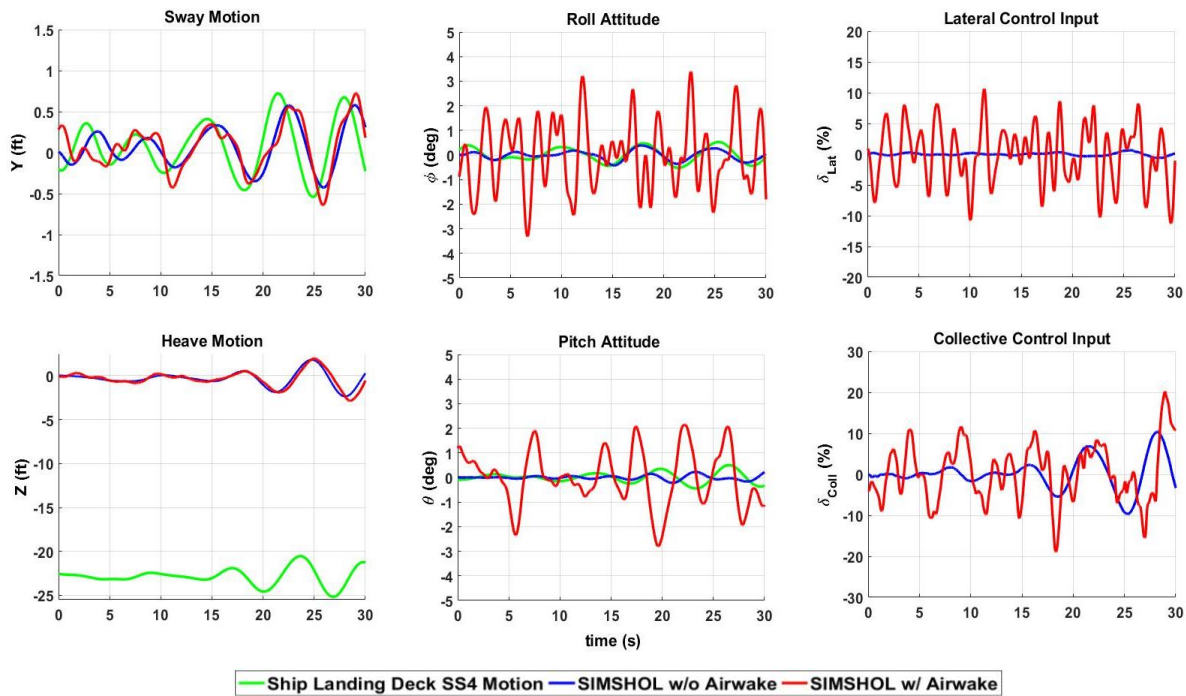 Sway Motion
Roll Attitude
Lateral Control Input
1.5
1
0.5
0
-0.5
-1
-1.5
Y (ft)
0 5 10 15 20 25 30
5
4
3
2
1
0
-1
-2
-3
-4
-5
ϕ (deg)
0 5 10 15 20 25 30
20
15
10
5
0
-5
-10
-15
-20
δLat (%)
0 5 10 15 20 25 30
Heave Motion
Pitch Attitude
Collective Control Input
0
-5
-10
-15
-20
-25
Z (ft)
0 5 10 15 20 25 30
5
4
3
2
1
0
-1
-2
-3
-4
-5
θ (deg)
0 5 10 15 20 25 30
time (s)
30
20
10
0
-10
-20
-30
δColl (%)
0 5 10 15 20 25 30
Ship Landing Deck SS4 Motion SIMSHOL w/o Airwake SIMSHOL w/ Airwake